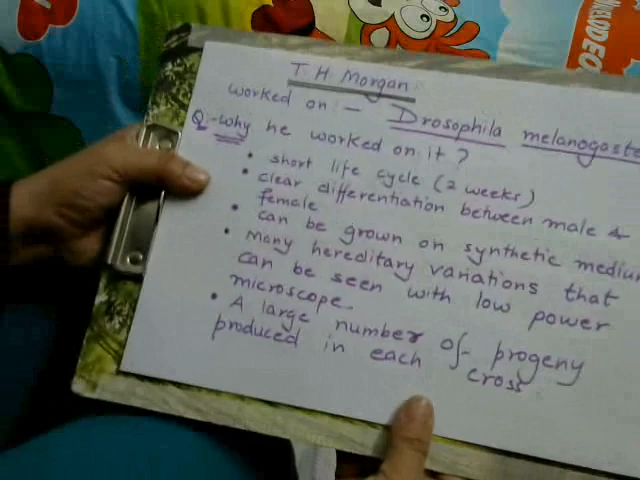 T. H. Morgan.
worked on :- Drosophila melanogaste
Q.-why he worked on it?
• short life cycle (2 weeks)
• clear differentiation between male &
female
• can be grown on synthetic medium
• Many hereditary variations that
can be seen with low power
microscope.
• A large number of progeny
produced in each cross